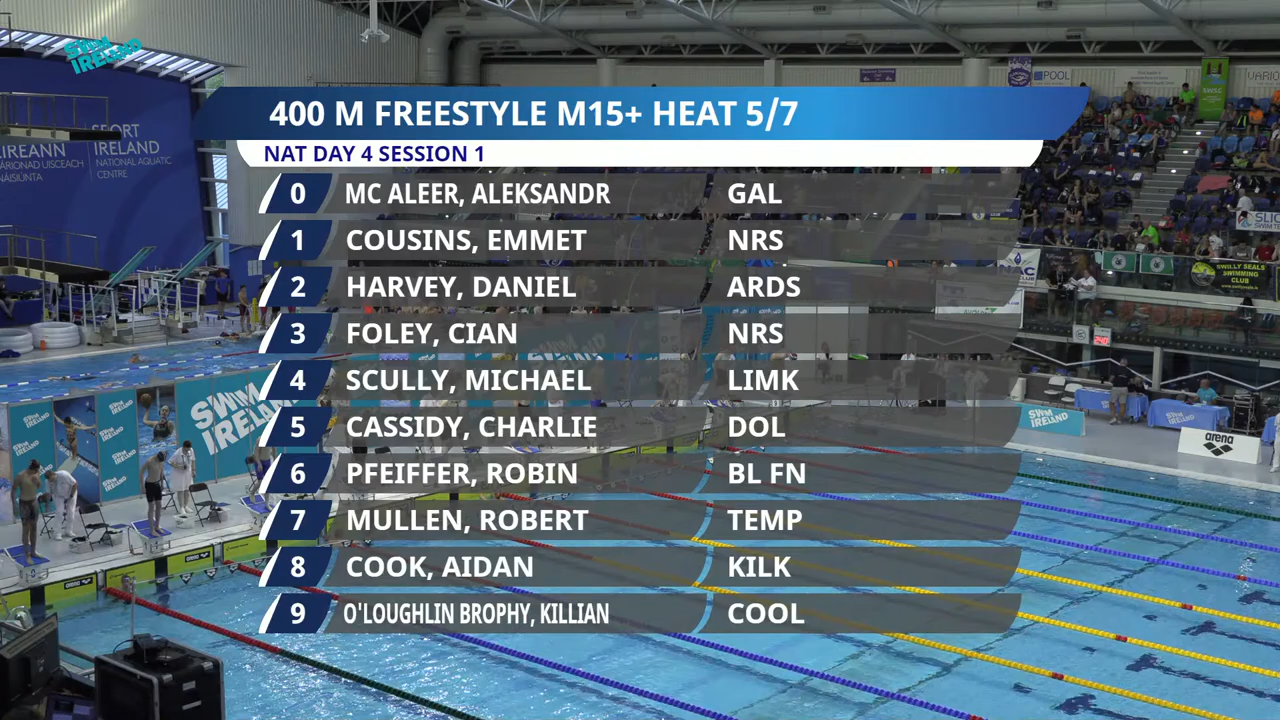 SWIM IRELAND
POOL
SWSC
400 M FREESTYLE M15+ HEAT 5/7
NAT DAY 4 SESSION 1
0 MC ALEER, ALEKSANDR GAL
1 COUSINS, EMMET NRS
2 HARVEY, DANIEL ARDS
3 FOLEY, CIAN NRS
4 SCULLY, MICHAEL LIMK
5 CASSIDY, CHARLIE DOL
6 PFEIFFER, ROBIN BL FN
7 MULLEN, ROBERT TEMP
8 COOK, AIDAN KILK
9 O'LOUGHLIN BROPHY, KILLIAN COOL
SPORT
IRELAND
NATIONAL AQUATIC
CENTRE
SWILLY SEALS
SWIMMING
CLUB
SWIM
IRELAND
SWIM
IRELAND
SWIM
IRELAND
arena